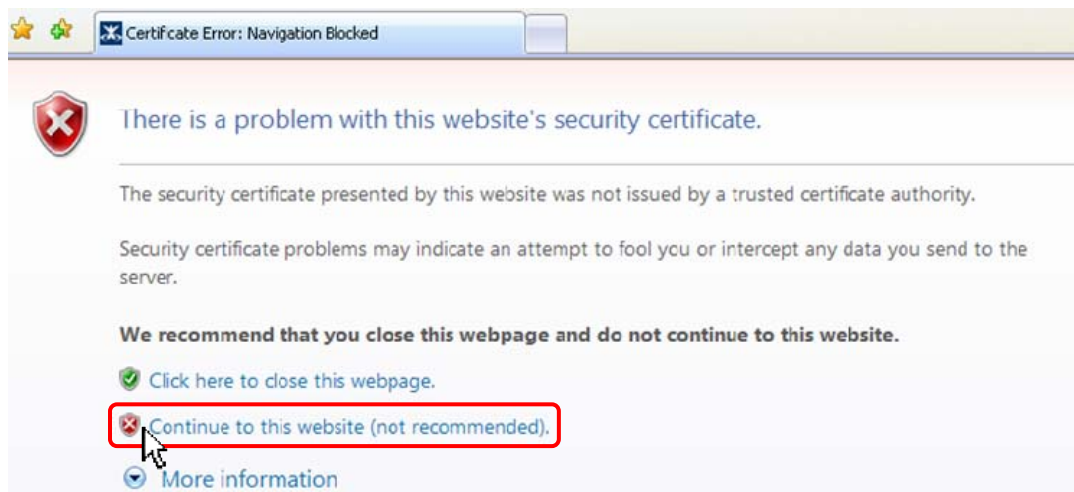 Certificate Error: Navigation Blocked
There is a problem with this website's security certificate.
The security certificate presented by this website was not issued by a trusted certificate authority.
Security certificate problems may indicate an attempt to fool you or intercept any data you send to the
server.
We recommend that you close this webpage and do not continue to this website.
Click here to close this webpage.
Continue to this website (not recommended).
More information